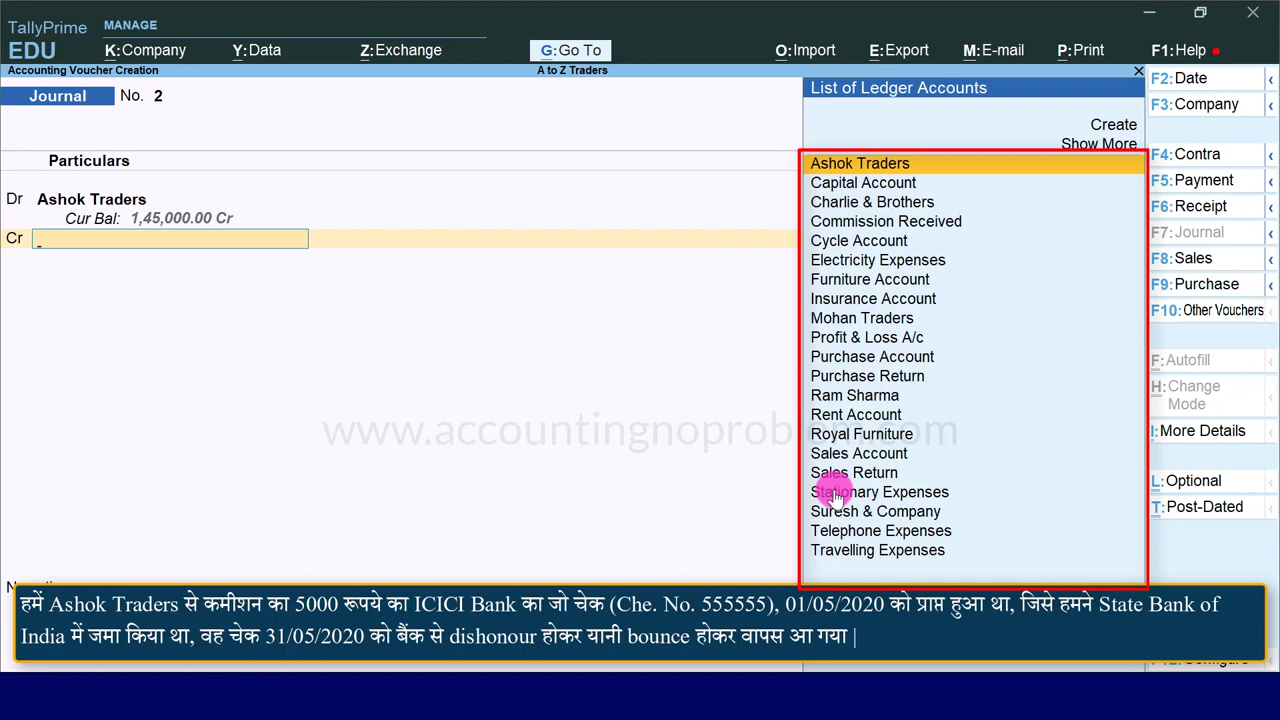 TallyPrime
MANAGE
EDU
K:Company Y:Data Z:Exchange G:Go To O:Import E:Export M:E-mail P:Print F1:Help
Accounting Voucher Creation A to Z Traders
Journal No. 2
Particulars
Dr Ashok Traders
Cur Bal: 1,45,000.00 Cr
Cr
List of Ledger Accounts
Create
Show More
Ashok Traders
Capital Account
Charlie & Brothers
Commission Received
Cycle Account
Electricity Expenses
Furniture Account
Insurance Account
Mohan Traders
Profit & Loss A/c
Purchase Account
Purchase Return
Ram Sharma
Rent Account
Royal Furniture
Sales Account
Sales Return
Stationary Expenses
Suresh & Company
Telephone Expenses
Travelling Expenses
F2:Date
F3:Company
F4:Contra
F5:Payment
F6:Receipt
F7:Journal
F8:Sales
F9:Purchase
F10:Other Vouchers
F:Autofill
H:Change
Mode
I:More Details
L:Optional
T:Post-Dated
www.accountingnoproblem.com
हमें Ashok Traders से कमीशन का 5000 रूपये का ICICI Bank का जो चेक (Che. No. 555555), 01/05/2020 को प्राप्त हुआ था, जिसे हमने State Bank of
India में जमा किया था, वह चेक 31/05/2020 को बैंक से dishonour होकर यानी bounce होकर वापस आ गया |